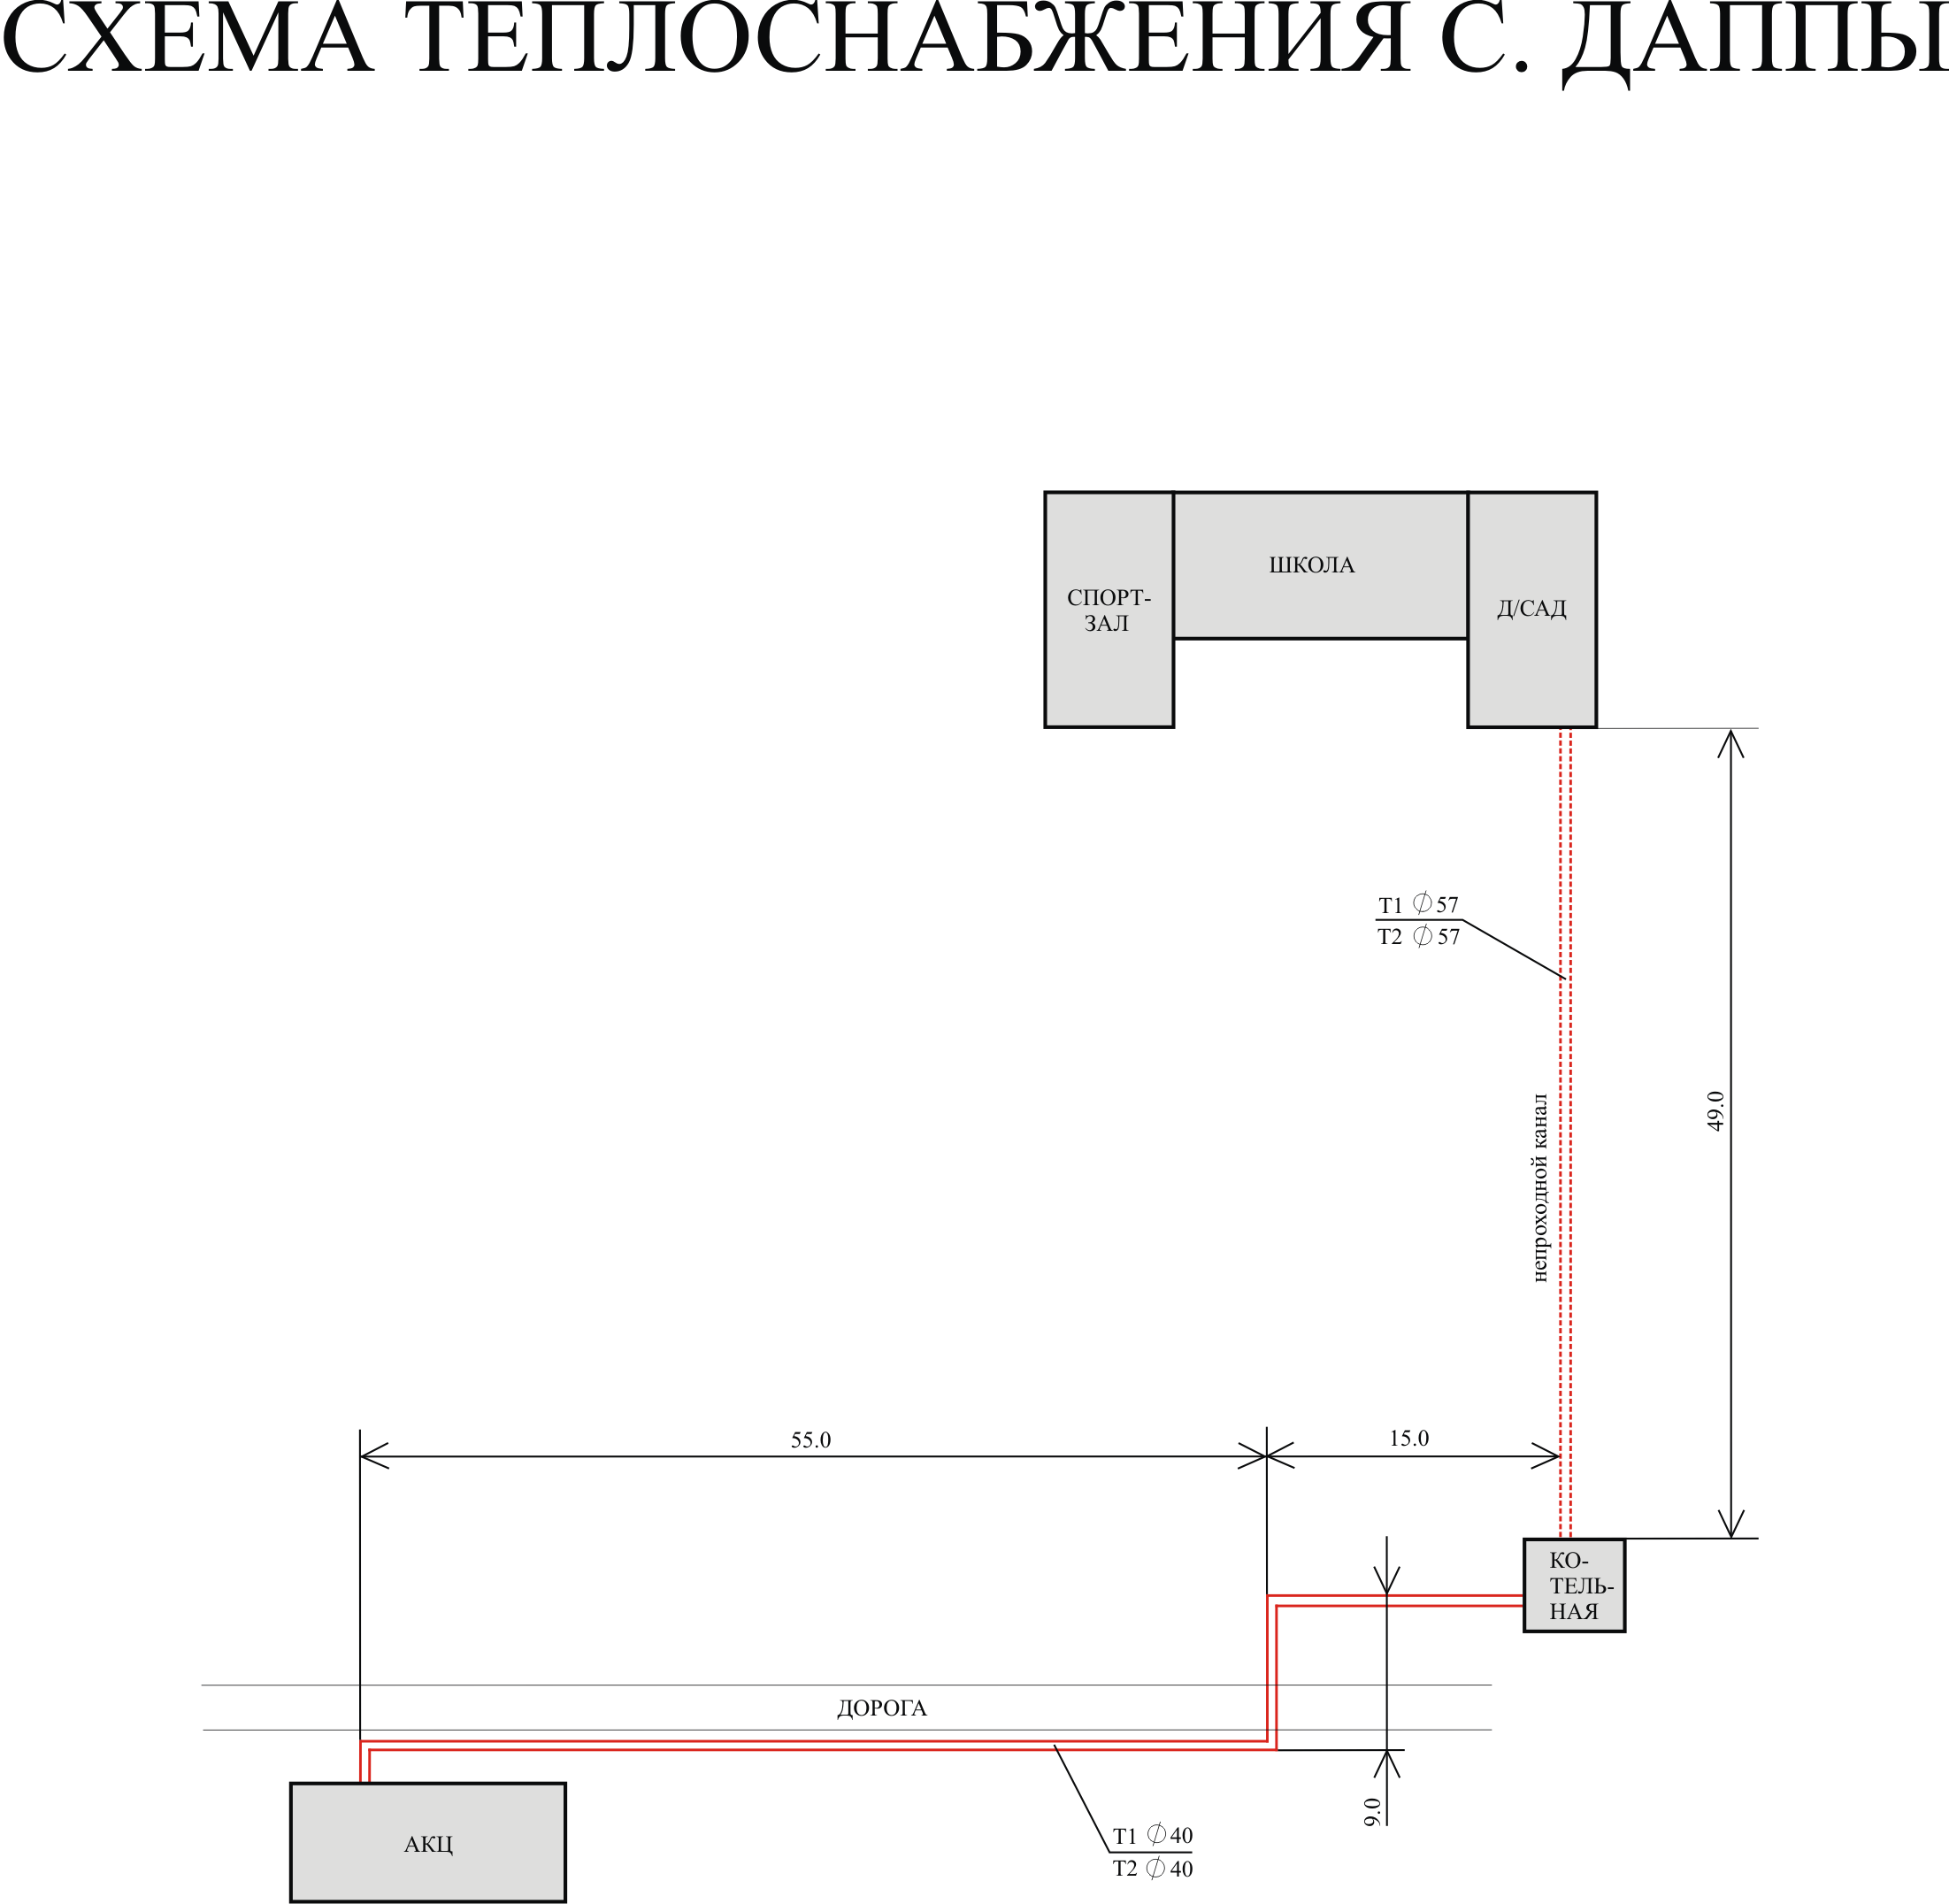 СХЕМА ТЕПЛОСНАБЖЕНИЯ С. ДАППЫ
ШКОЛА
СПОРТ-
ЗАЛ
Д/САД
Т1 ∅57
Т2 ∅57
49.0
непроходной канал
55.0
15.0
КО-
ТЕЛЬ-
НАЯ
ДОРОГА
9.0
Т1 ∅40
Т2 ∅40
АКЦ